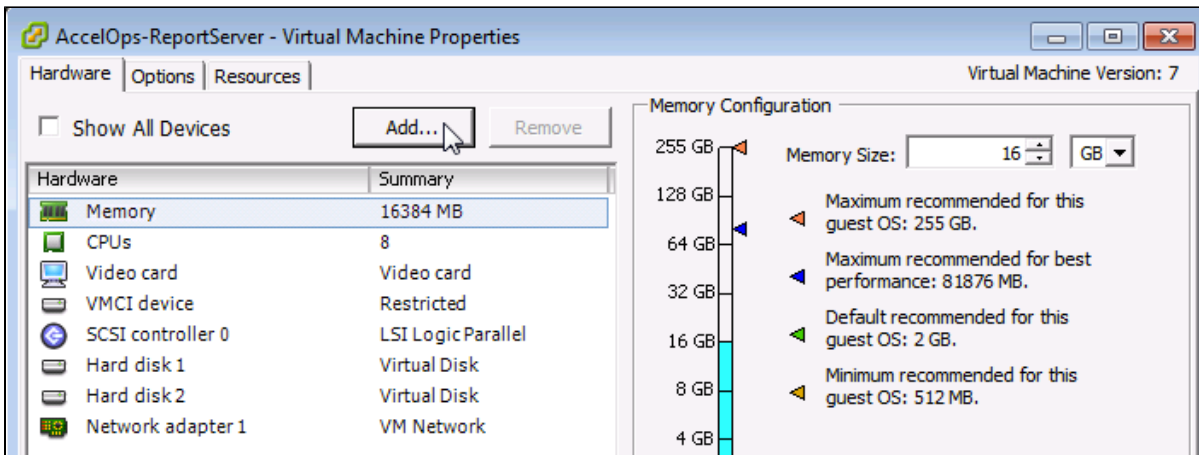 AccelOps-ReportServer - Virtual Machine Properties
Hardware Options Resources
Virtual Machine Version: 7
Show All Devices
Add...
Remove
Hardware Summary
Memory 16384 MB
CPUs 8
Video card Video card
VMCI device Restricted
SCSI controller 0 LSI Logic Parallel
Hard disk 1 Virtual Disk
Hard disk 2 Virtual Disk
Network adapter 1 VM Network
Memory Configuration
255 GB
128 GB
64 GB
32 GB
16 GB
8 GB
4 GB
Memory Size: 16 GB
Maximum recommended for this
guest OS: 255 GB.
Maximum recommended for best
performance: 81876 MB.
Default recommended for this
guest OS: 2 GB.
Minimum recommended for this
guest OS: 512 MB.